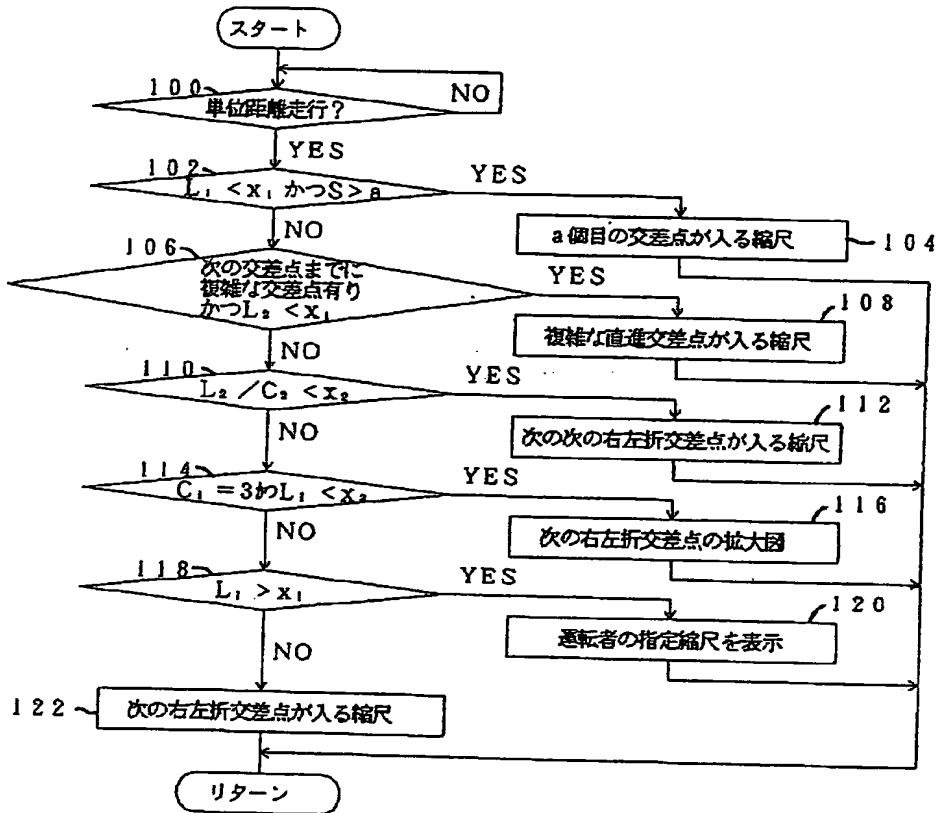 スタート
100
単位距離走行?
NO
YES
102
L₁ < x₁ かつS > a
YES
NO
a個目の交差点が入る縮尺
104
106
次の交差点までに
複雑な交差点有り
かつL₂ < x₁
YES
NO
108
複雑な直進交差点が入る縮尺
110
L₂ / C₂ < x₂
YES
NO
112
次の次の右左折交差点が入る縮尺
114
C₁ = 3かつL₁ < x₂
YES
NO
116
次の右左折交差点の拡大図
118
L₁ > x₁
YES
NO
120
運転者の指定縮尺を表示
122
次の右左折交差点が入る縮尺
リターン